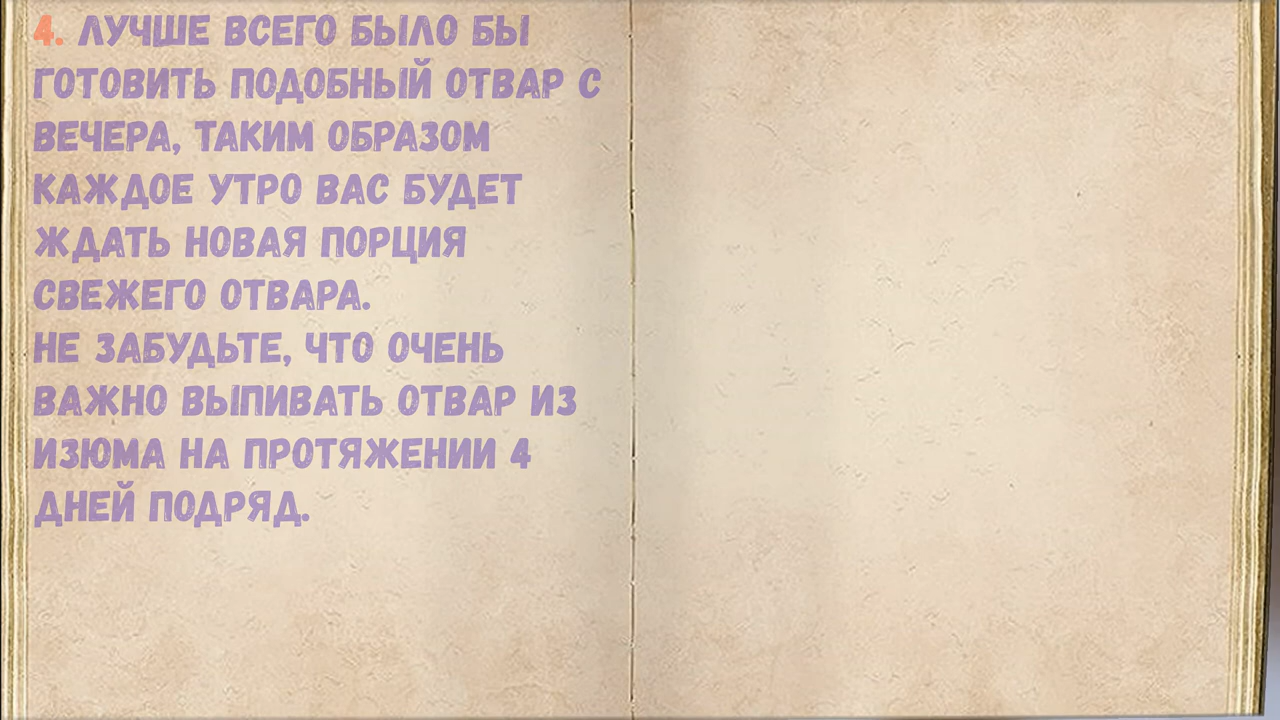 4. ЛУЧШЕ ВСЕГО БЫЛО БЫ
ГОТОВИТЬ ПОДОБНЫЙ ОТВАР С
ВЕЧЕРА, ТАКИМ ОБРАЗОМ
КАЖДОЕ УТРО ВАС БУДЕТ
ЖДАТЬ НОВАЯ ПОРЦИЯ
СВЕЖЕГО ОТВАРА.
НЕ ЗАБУДЬТЕ, ЧТО ОЧЕНЬ
ВАЖНО ВЫПИВАТЬ ОТВАР ИЗ
ИЗЮМА НА ПРОТЯЖЕНИИ 4
ДНЕЙ ПОДРЯД.